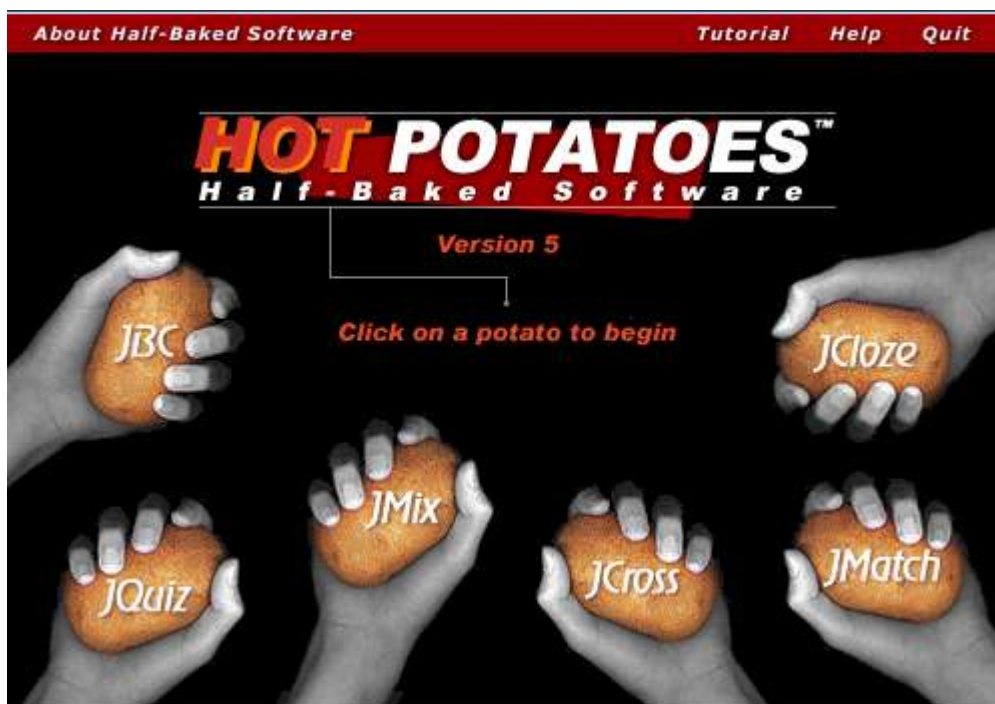 About Half-Baked Software Tutorial Help Quit
HOT POTATOES™
Half-Baked Software
Version 5
Click on a potato to begin
JBC
JCloze
JMix
JQuiz
JCross
JMatch